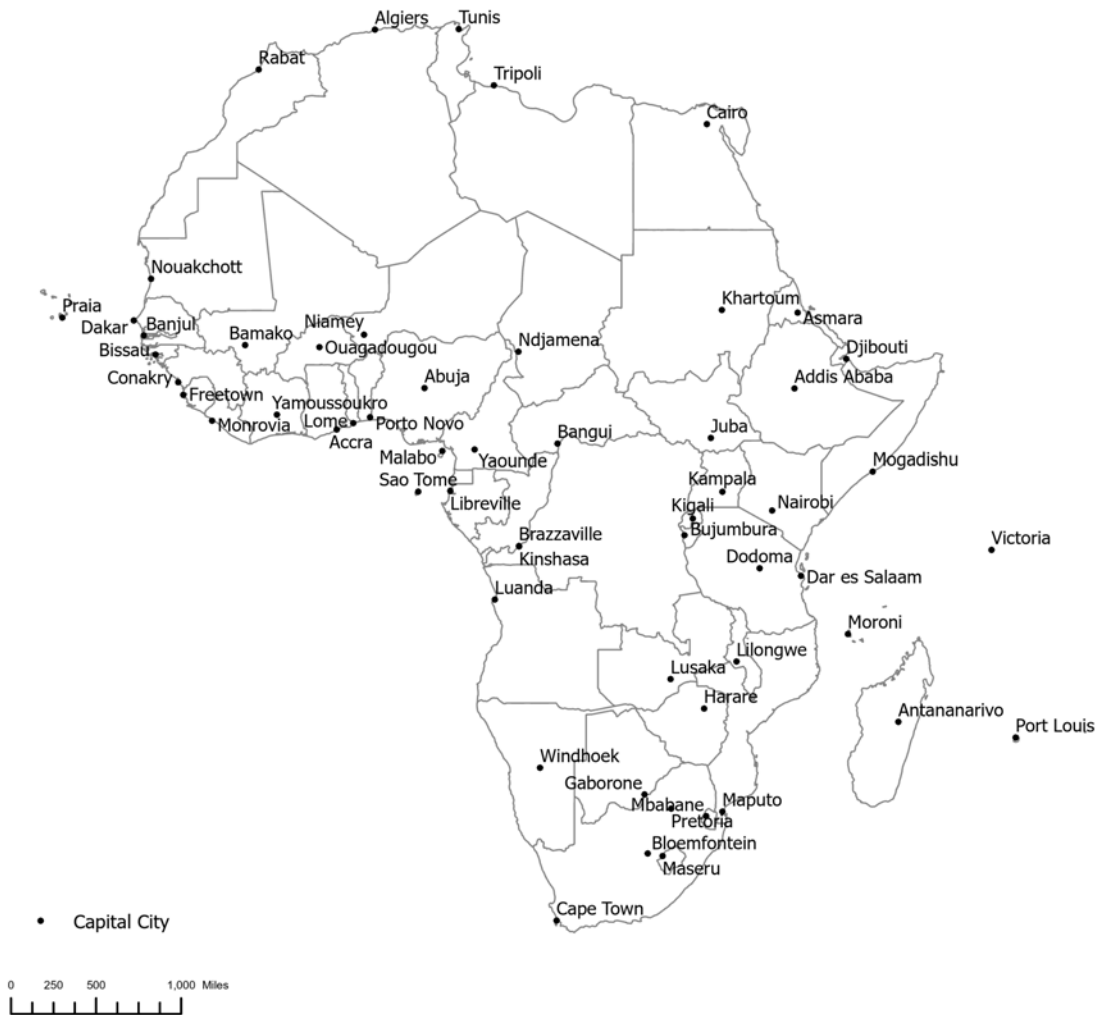 Algiers
Tunis
Rabat
Tripoli
Cairo
Nouakchott
Praia
Khartoum
Dakar
Banjul
Niamey
Asmara
Bamako
Ouagadougou
Ndjamena
Djibouti
Bissau
Conakry
Abuja
Addis Ababa
Freetown
Yamoussoukro
Monrovia
Lome
Porto Novo
Juba
Accra
Bangui
Malabo
Yaounde
Mogadishu
Sao Tome
Kampala
Libreville
Kigali
Nairobi
Brazzaville
Bujumbura
Victoria
Kinshasa
Dodoma
Dar es Salaam
Luanda
Moroni
Lilongwe
Lusaka
Harare
Antananarivo
Port Louis
Windhoek
Gaborone
Mbabane
Maputo
Pretoria
Bloemfontein
Maseru
Cape Town
Capital City
0 250 500 1,000 Miles